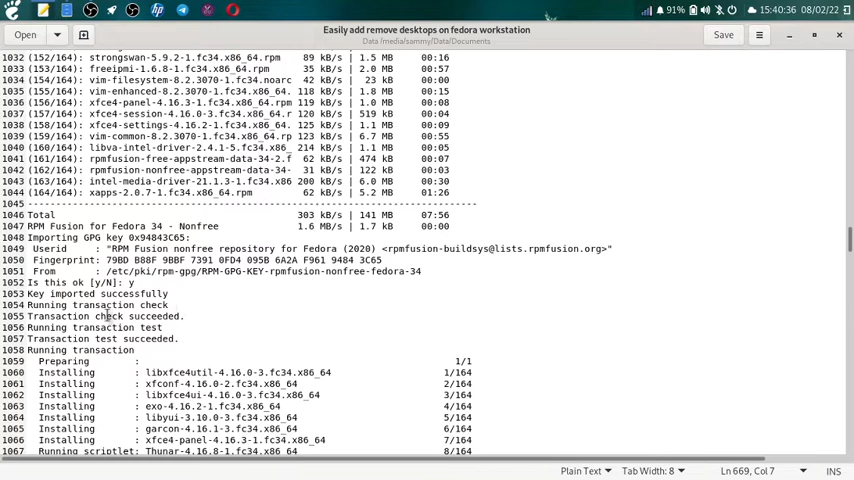 91%
15:40:36
08/02/22
Open
Easily add remove desktops on fedora workstation
Data /media/sammy/Data/Documents
Save
1032 (152/164): strongswan-5.9.2-1.fc34.x86_64.rpm 89 kB/s | 1.5 MB 00:16
1033 (153/164): freeipmi-1.6.8-1.fc34.x86_64.rpm 35 kB/s | 2.0 MB 00:57
1034 (154/164): vim-filesystem-8.2.3070-1.fc34.noarc 42 kB/s | 23 kB 00:00
1035 (155/164): vim-enhanced-8.2.3070-1.fc34.x86_64. 118 kB/s | 1.8 MB 00:15
1036 (156/164): xfce4-panel-4.16.3-1.fc34.x86_64.rpm 119 kB/s | 1.0 MB 00:08
1037 (157/164): xfce4-session-4.16.0-3.fc34.x86_64.r 120 kB/s | 519 kB 00:04
1038 (158/164): xfce4-settings-4.16.2-1.fc34.x86_64. 125 kB/s | 1.1 MB 00:09
1039 (159/164): vim-common-8.2.3070-1.fc34.x86_64.rp 123 kB/s | 6.7 MB 00:55
1040 (160/164): libva-intel-driver-2.4.1-5.fc34.x86_ 214 kB/s | 1.1 MB 00:05
1041 (161/164): rpmfusion-free-appstream-data-34-2.f 62 kB/s | 474 kB 00:07
1042 (162/164): rpmfusion-nonfree-appstream-data-34- 31 kB/s | 122 kB 00:03
1043 (163/164): intel-media-driver-21.1.3-1.fc34.x86 200 kB/s | 6.0 MB 00:30
1044 (164/164): xapps-2.0.7-1.fc34.x86_64.rpm 62 kB/s | 5.2 MB 01:26
1045 --------------------------------------------------------------------------------
1046 Total 303 kB/s | 141 MB 07:56
1047 RPM Fusion for Fedora 34 - Nonfree 1.6 MB/s | 1.7 kB 00:00
1048 Importing GPG key 0x94843C65:
1049 Userid : "RPM Fusion nonfree repository for Fedora (2020) <rpmfusion-buildsys@lists.rpmfusion.org>"
1050 Fingerprint: 79BD B88F 9BBF 7391 0FD4 095B 6A2A F961 9484 3C65
1051 From : /etc/pki/rpm-gpg/RPM-GPG-KEY-rpmfusion-nonfree-fedora-34
1052 Is this ok [y/N]: y
1053 Key imported successfully
1054 Running transaction check
1055 Transaction check succeeded.
1056 Running transaction test
1057 Transaction test succeeded.
1058 Running transaction
1059 Preparing : 1/1
1060 Installing : libxfce4util-4.16.0-3.fc34.x86_64 1/164
1061 Installing : xfconf-4.16.0-2.fc34.x86_64 2/164
1062 Installing : libxfce4ui-4.16.0-3.fc34.x86_64 3/164
1063 Installing : exo-4.16.2-1.fc34.x86_64 4/164
1064 Installing : libyui-3.10.0-3.fc34.x86_64 5/164
1065 Installing : garcon-4.16.1-3.fc34.x86_64 6/164
1066 Installing : xfce4-panel-4.16.3-1.fc34.x86_64 7/164
1067 Running scriptlet: Thunar-4.16.8-1.fc34.x86_64 8/164
Plain Text
Tab Width: 8
Ln 669, Col 7
INS